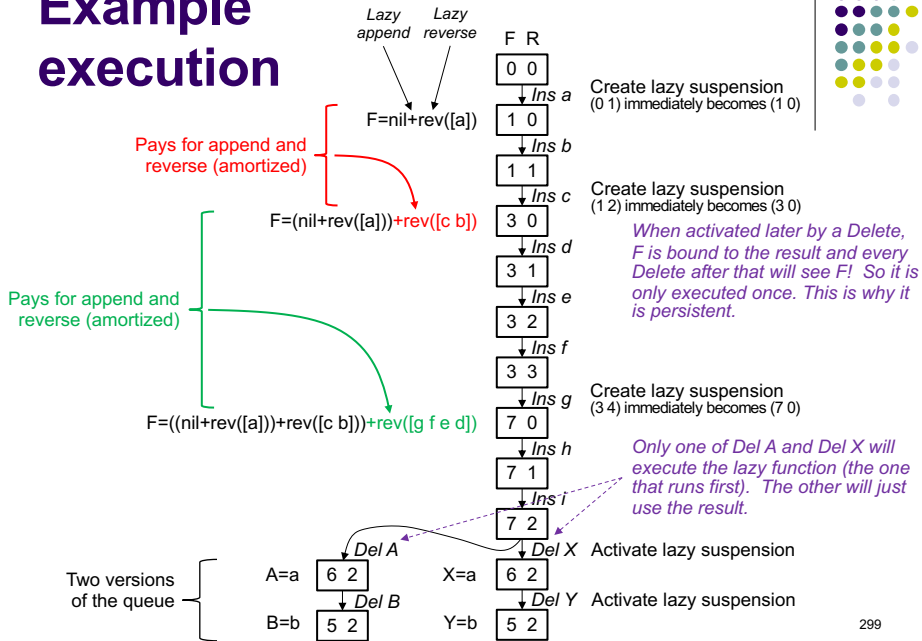 Example
execution
Lazy
append
Lazy
reverse
F R
0 0
Ins a
Create lazy suspension
(0 1) immediately becomes (1 0)
F=nil+rev([a])
1 0
Ins b
Pays for append and
reverse (amortized)
1 1
Ins c
Create lazy suspension
(1 2) immediately becomes (3 0)
F=(nil+rev([a]))+rev([c b])
3 0
Ins d
When activated later by a Delete,
F is bound to the result and every
Delete after that will see F! So it is
only executed once. This is why it
is persistent.
3 1
Ins e
Pays for append and
reverse (amortized)
3 2
Ins f
3 3
Ins g
Create lazy suspension
(3 4) immediately becomes (7 0)
F=((nil+rev([a]))+rev([c b]))+rev([g f e d])
7 0
Ins h
Only one of Del A and Del X will
execute the lazy function (the one
that runs first). The other will just
use the result.
7 1
Ins i
7 2
Del A
Del X
Activate lazy suspension
Two versions
of the queue
A=a
6 2
X=a
6 2
Del B
Del Y
Activate lazy suspension
B=b
5 2
Y=b
5 2
299